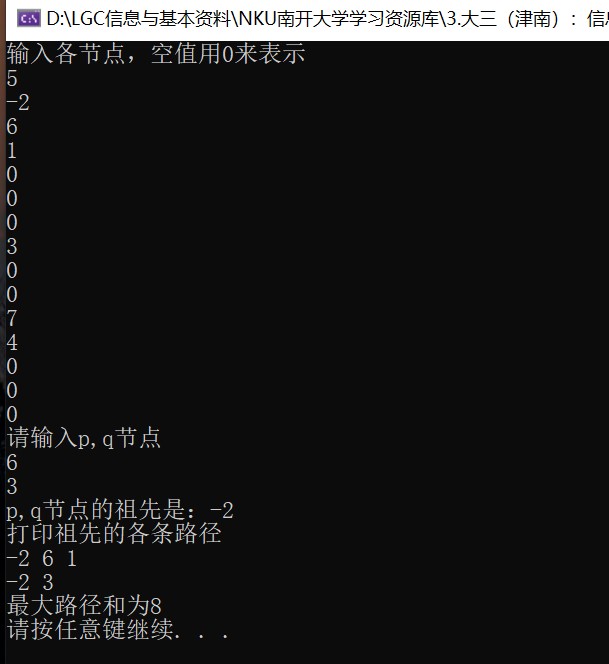 D:\LGC信息与基本资料\NKU南开大学学习资源库\3.大三（津南）：信息
输入各节点，空值用0来表示
5
-2
6
1
0
0
0
3
0
0
7
4
0
0
0
请输入p,q节点
6
3
p,q节点的祖先是：-2
打印祖先的各条路径
-2 6 1
-2 3
最大路径和为8
请按任意键继续. . .